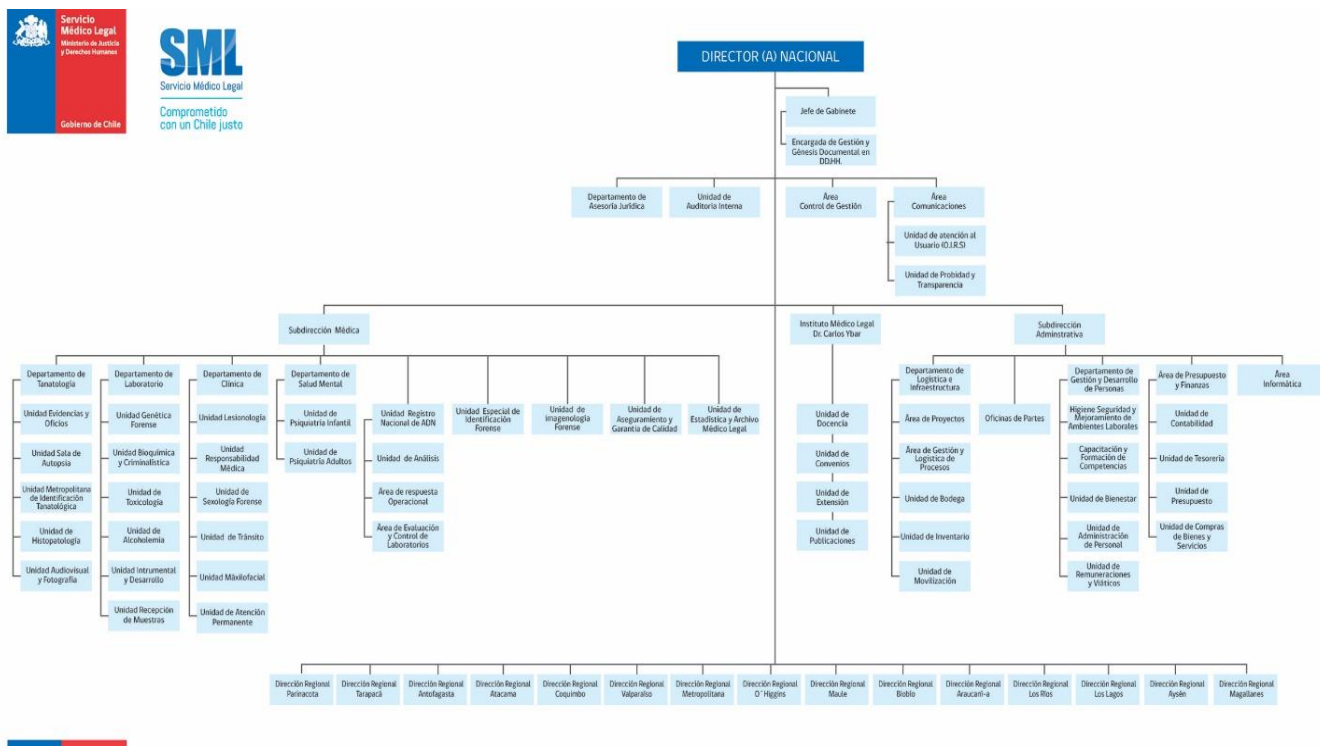 Servicio
Médico Legal
Ministerio de Justicia
y Derechos Humanos
Gobierno de Chile
SML
Servicio Médico Legal
Comprometido
con un Chile justo
DIRECTOR (A) NACIONAL
Jefe de Gabinete
Encargada de Gestión y
Génesis Documental en
DD.HH.
Departamento de
Asesoría Jurídica
Unidad de
Auditoria Interna
Área
Control de Gestión
Área
Comunicaciones
Unidad de atención al
Usuario (O.I.R.S)
Unidad de Probidad y
Transparencia
Subdirección Médica
Instituto Médico Legal
Dr. Carlos Ybar
Subdirección
Adminstrativa
Departamento de
Tanatología
Unidad Evidencias y
Oficios
Unidad Sala de
Autopsia
Unidad Metropolitana
de Identificación
Tanatológica
Unidad de
Histopatología
Unidad Audiovisual
y Fotografía
Departamento de
Laboratorio
Unidad Genética
Forense
Unidad Bioquímica
y Criminalística
Unidad de
Toxicología
Unidad de
Alcoholemia
Unidad Intrumental
y Desarrollo
Unidad Recepción
de Muestras
Departamento de
Clínica
Unidad Lesionología
Unidad
Responsabilidad
Médica
Unidad de
Sexología Forense
Unidad de Tránsito
Unidad Máxilofacial
Unidad de Atención
Permanente
Departamento de
Salud Mental
Unidad de
Psiquiatría Infantil
Unidad de
Psiquiatría Adultos
Unidad Registro
Nacional de ADN
Unidad de Análisis
Área de respuesta
Operacional
Área de Evaluación
y Control de
Laboratorios
Unidad Especial de
Identificación
Forense
Unidad de
imagenología
Forense
Unidad de
Aseguramiento y
Garantía de Calidad
Unidad de
Estadística y Archivo
Médico Legal
Unidad de
Docencia
Unidad de
Convenios
Unidad de
Extensión
Unidad de
Publicaciones
Departamento de
Logística e
Infraestructura
Área de Proyectos
Área de Gestión y
Logística de
Procesos
Unidad de Bodega
Unidad de Inventario
Unidad de
Movilización
Oficinas de Partes
Departamento de
Gestión y Desarrollo
de Personas
Higiene Seguridad y
Mejoramiento de
Ambientes Laborales
Capacitación y
Formación de
Competencias
Unidad de Bienestar
Unidad de
Administración
de Personal
Unidad de
Remuneraciones
y Viáticos
Área de Presupuesto
y Finanzas
Unidad de
Contabilidad
Unidad de Tesorería
Unidad de
Presupuesto
Unidad de Compras
de Bienes y
Servicios
Área
Informática
Dirección Regional
Parinacota
Dirección Regional
Tarapacá
Dirección Regional
Antofagasta
Dirección Regional
Atacama
Dirección Regional
Coquimbo
Dirección Regional
Valparaíso
Dirección Regional
Metropolitana
Dirección Regional
O´Higgins
Dirección Regional
Maule
Dirección Regional
Biobío
Dirección Regional
Araucarí-a
Dirección Regional
Los Ríos
Dirección Regional
Los Lagos
Dirección Regional
Aysén
Dirección Regional
Magallanes